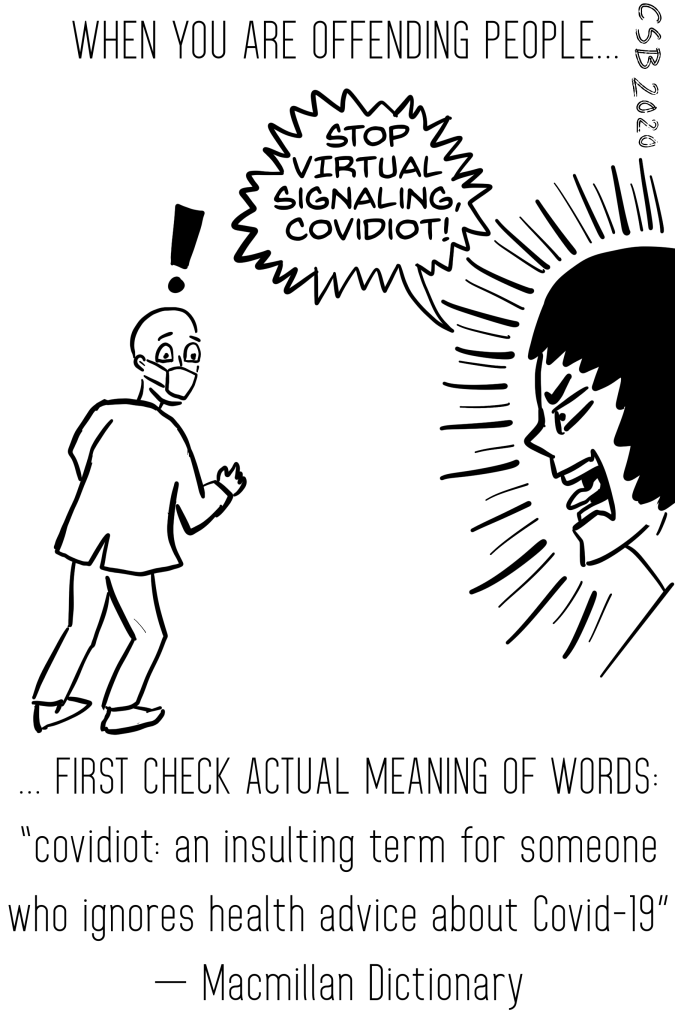 WHEN YOU ARE OFFENDING PEOPLE...
CSB 2020
STOP
VIRTUAL
SIGNALING,
COVIDIOT!
!
... FIRST CHECK ACTUAL MEANING OF WORDS:
"covidiot: an insulting term for someone
who ignores health advice about Covid-19"
— Macmillan Dictionary